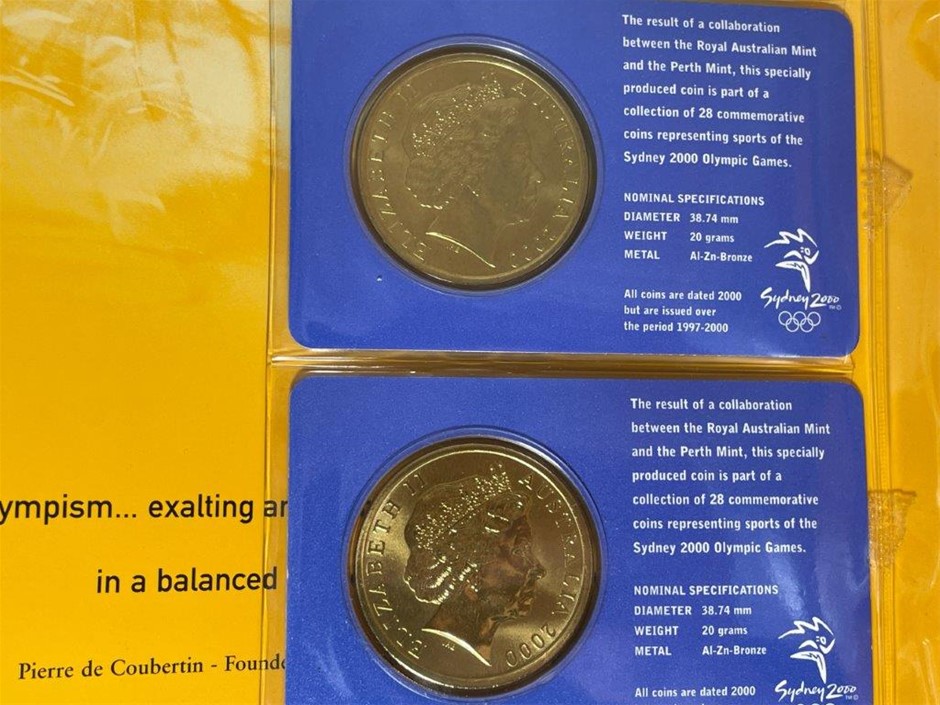 The result of a collaboration
between the Royal Australian Mint
and the Perth Mint, this specially
produced coin is part of a
collection of 28 commemorative
coins representing sports of the
Sydney 2000 Olympic Games.
NOMINAL SPECIFICATIONS
DIAMETER 38.74 mm
WEIGHT 20 grams
METAL Al-Zn-Bronze
All coins are dated 2000
but are issued over
the period 1997-2000
Sydney 2000
TM ©
ELIZABETH II AUSTRALIA 2000
The result of a collaboration
between the Royal Australian Mint
and the Perth Mint, this specially
produced coin is part of a
collection of 28 commemorative
coins representing sports of the
Sydney 2000 Olympic Games.
NOMINAL SPECIFICATIONS
DIAMETER 38.74 mm
WEIGHT 20 grams
METAL Al-Zn-Bronze
All coins are dated 2000
Sydney 2000
TM ©
ELIZABETH II AUSTRALIA 2000
ympism... exalting
in a balanced
Pierre de Coubertin - Founde